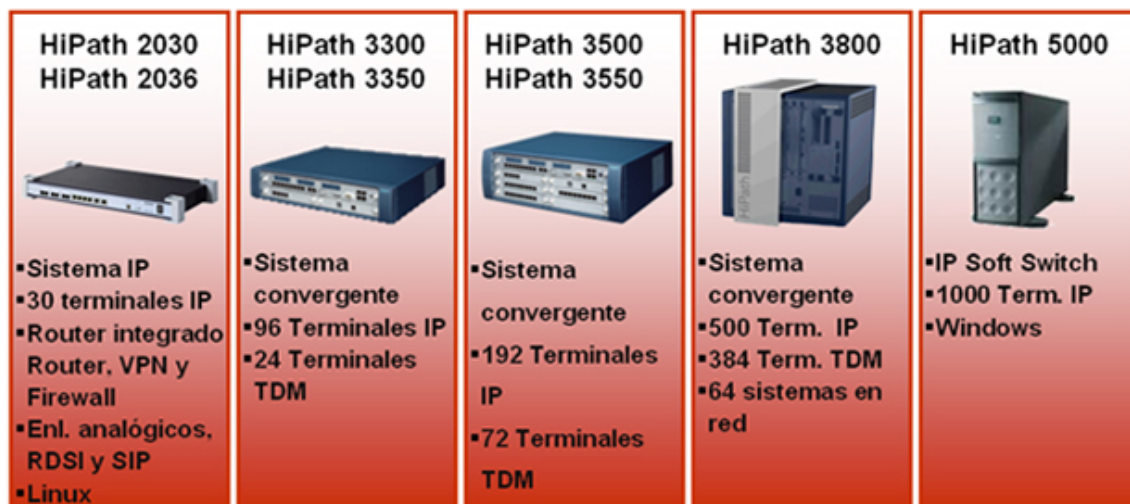 HiPath 2030
HiPath 2036
▪Sistema IP
▪30 terminales IP
▪Router integrado
Router, VPN y
Firewall
▪Enl. analógicos,
RDSI y SIP
▪Linux
HiPath 3300
HiPath 3350
▪Sistema
convergente
▪96 Terminales IP
▪24 Terminales
TDM
HiPath 3500
HiPath 3550
▪Sistema
convergente
▪192 Terminales
IP
▪72 Terminales
TDM
HiPath 3800
HiPath
▪Sistema
convergente
▪500 Term. IP
▪384 Term. TDM
▪64 sistemas en
red
HiPath 5000
▪IP Soft Switch
▪1000 Term. IP
▪Windows